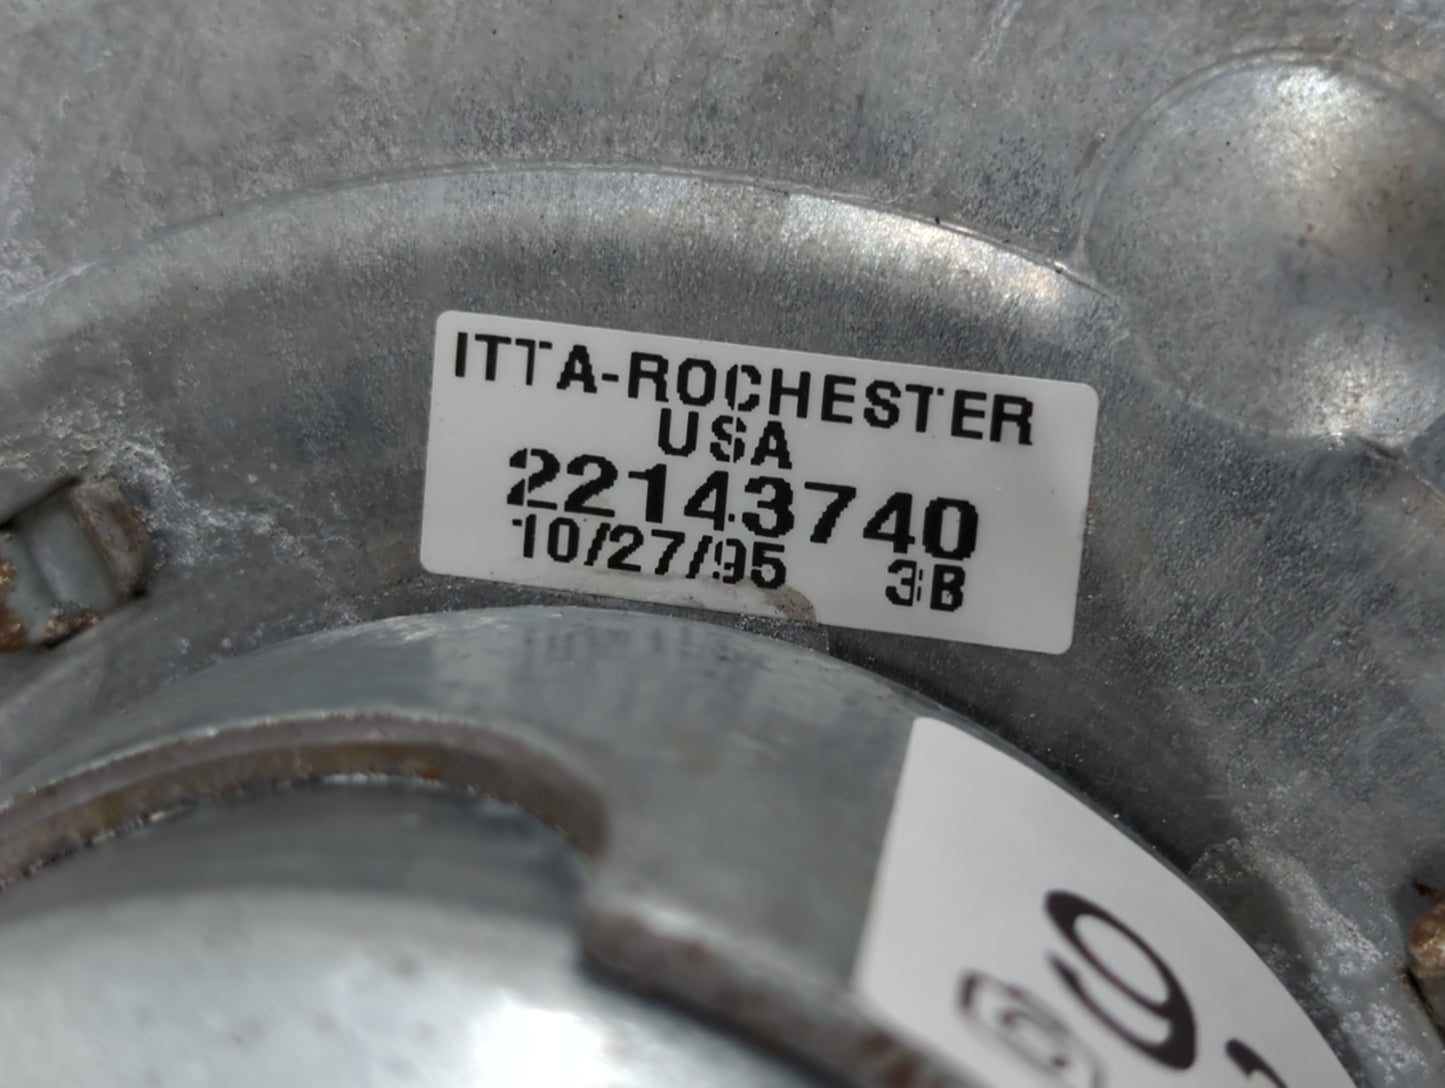 ITTA-ROCHESTER
USA
22143740
10/27/95 3B